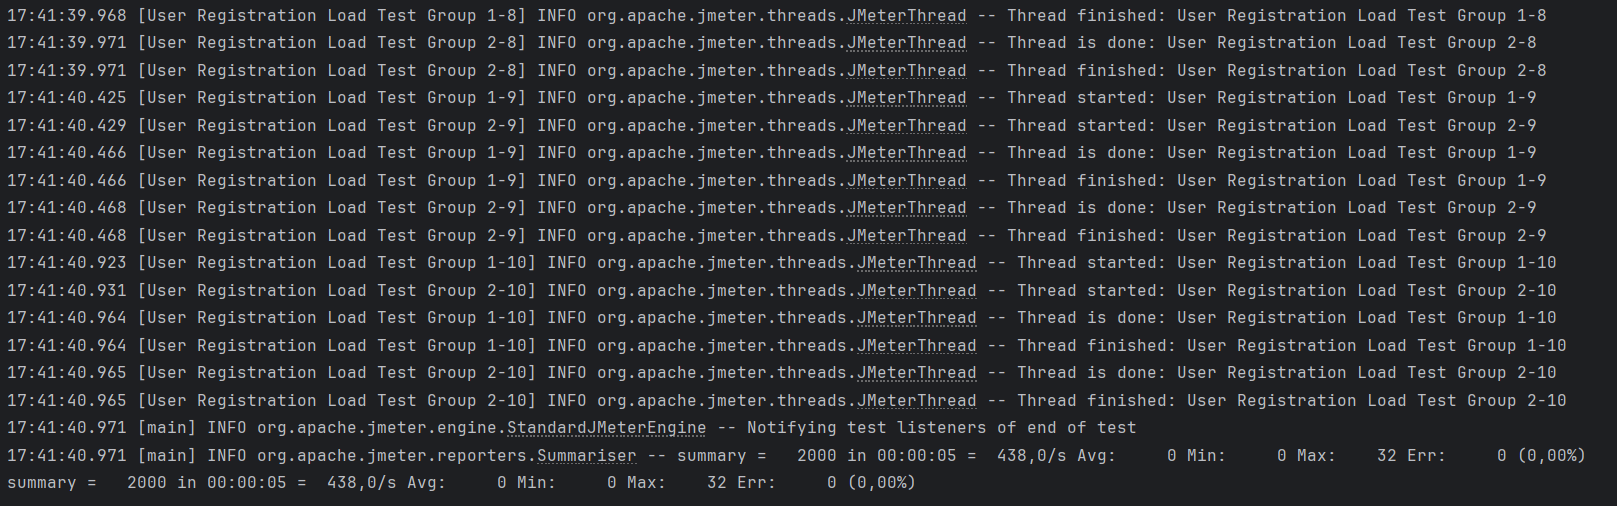 17:41:39.968 [User Registration Load Test Group 1-8] INFO org.apache.jmeter.threads.JMeterThread -- Thread finished: User Registration Load Test Group 1-8
17:41:39.971 [User Registration Load Test Group 2-8] INFO org.apache.jmeter.threads.JMeterThread -- Thread is done: User Registration Load Test Group 2-8
17:41:39.971 [User Registration Load Test Group 2-8] INFO org.apache.jmeter.threads.JMeterThread -- Thread finished: User Registration Load Test Group 2-8
17:41:40.425 [User Registration Load Test Group 1-9] INFO org.apache.jmeter.threads.JMeterThread -- Thread started: User Registration Load Test Group 1-9
17:41:40.429 [User Registration Load Test Group 2-9] INFO org.apache.jmeter.threads.JMeterThread -- Thread started: User Registration Load Test Group 2-9
17:41:40.466 [User Registration Load Test Group 1-9] INFO org.apache.jmeter.threads.JMeterThread -- Thread is done: User Registration Load Test Group 1-9
17:41:40.466 [User Registration Load Test Group 1-9] INFO org.apache.jmeter.threads.JMeterThread -- Thread finished: User Registration Load Test Group 1-9
17:41:40.468 [User Registration Load Test Group 2-9] INFO org.apache.jmeter.threads.JMeterThread -- Thread is done: User Registration Load Test Group 2-9
17:41:40.468 [User Registration Load Test Group 2-9] INFO org.apache.jmeter.threads.JMeterThread -- Thread finished: User Registration Load Test Group 2-9
17:41:40.923 [User Registration Load Test Group 1-10] INFO org.apache.jmeter.threads.JMeterThread -- Thread started: User Registration Load Test Group 1-10
17:41:40.931 [User Registration Load Test Group 2-10] INFO org.apache.jmeter.threads.JMeterThread -- Thread started: User Registration Load Test Group 2-10
17:41:40.964 [User Registration Load Test Group 1-10] INFO org.apache.jmeter.threads.JMeterThread -- Thread is done: User Registration Load Test Group 1-10
17:41:40.964 [User Registration Load Test Group 1-10] INFO org.apache.jmeter.threads.JMeterThread -- Thread finished: User Registration Load Test Group 1-10
17:41:40.965 [User Registration Load Test Group 2-10] INFO org.apache.jmeter.threads.JMeterThread -- Thread is done: User Registration Load Test Group 2-10
17:41:40.965 [User Registration Load Test Group 2-10] INFO org.apache.jmeter.threads.JMeterThread -- Thread finished: User Registration Load Test Group 2-10
17:41:40.971 [main] INFO org.apache.jmeter.engine.StandardJMeterEngine -- Notifying test listeners of end of test
17:41:40.971 [main] INFO org.apache.jmeter.reporters.Summariser -- summary =   2000 in 00:00:05 =  438,0/s Avg:     0 Min:     0 Max:    32 Err:     0 (0,00%)
summary =   2000 in 00:00:05 =  438,0/s Avg:     0 Min:     0 Max:    32 Err:     0 (0,00%)